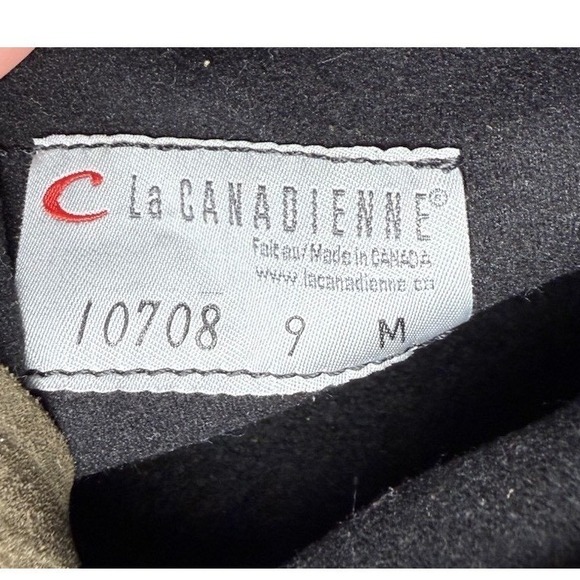 C La CANADIENNE®
Fait au/Made in CANADA
www.lacanadienne.ca
10708 9 M